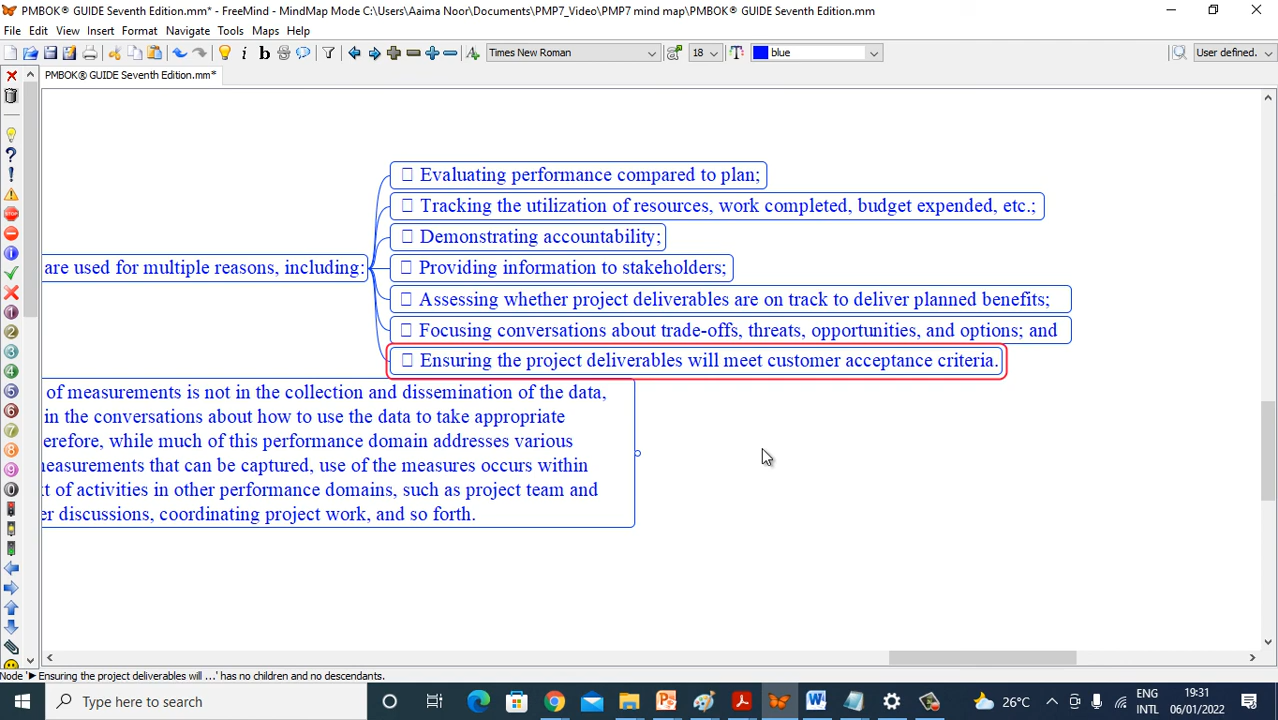 PMBOK® GUIDE Seventh Edition.mm* - FreeMind - MindMap Mode C:\Users\Aaima Noor\Documents\PMP7_Video\PMP7 mind map\PMBOK® GUIDE Seventh Edition.mm
File Edit View Insert Format Navigate Tools Maps Help
Times New Roman 18 blue User defined.
PMBOK® GUIDE Seventh Edition.mm*
Evaluating performance compared to plan;
Tracking the utilization of resources, work completed, budget expended, etc.;
Demonstrating accountability;
are used for multiple reasons, including:
Providing information to stakeholders;
Assessing whether project deliverables are on track to deliver planned benefits;
Focusing conversations about trade-offs, threats, opportunities, and options; and
Ensuring the project deliverables will meet customer acceptance criteria.
of measurements is not in the collection and dissemination of the data,
in the conversations about how to use the data to take appropriate
erefore, while much of this performance domain addresses various
measurements that can be captured, use of the measures occurs within
t of activities in other performance domains, such as project team and
er discussions, coordinating project work, and so forth.
Node '► Ensuring the project deliverables will ...' has no children and no descendants.
Type here to search
26°C
ENG
INTL
19:31
06/01/2022